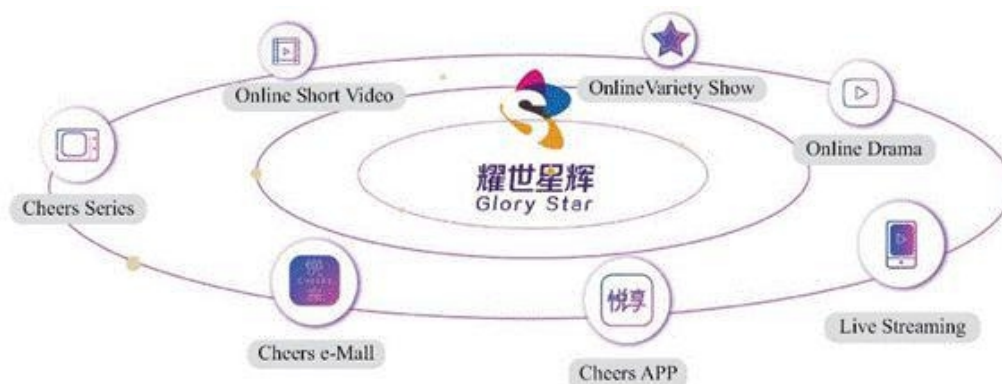 Online Short Video
OnlineVariety Show
Online Drama
Cheers Series
耀世星辉
Glory Star
Live Streaming
Cheers
Cheers e-Mall
悦享
Cheers APP